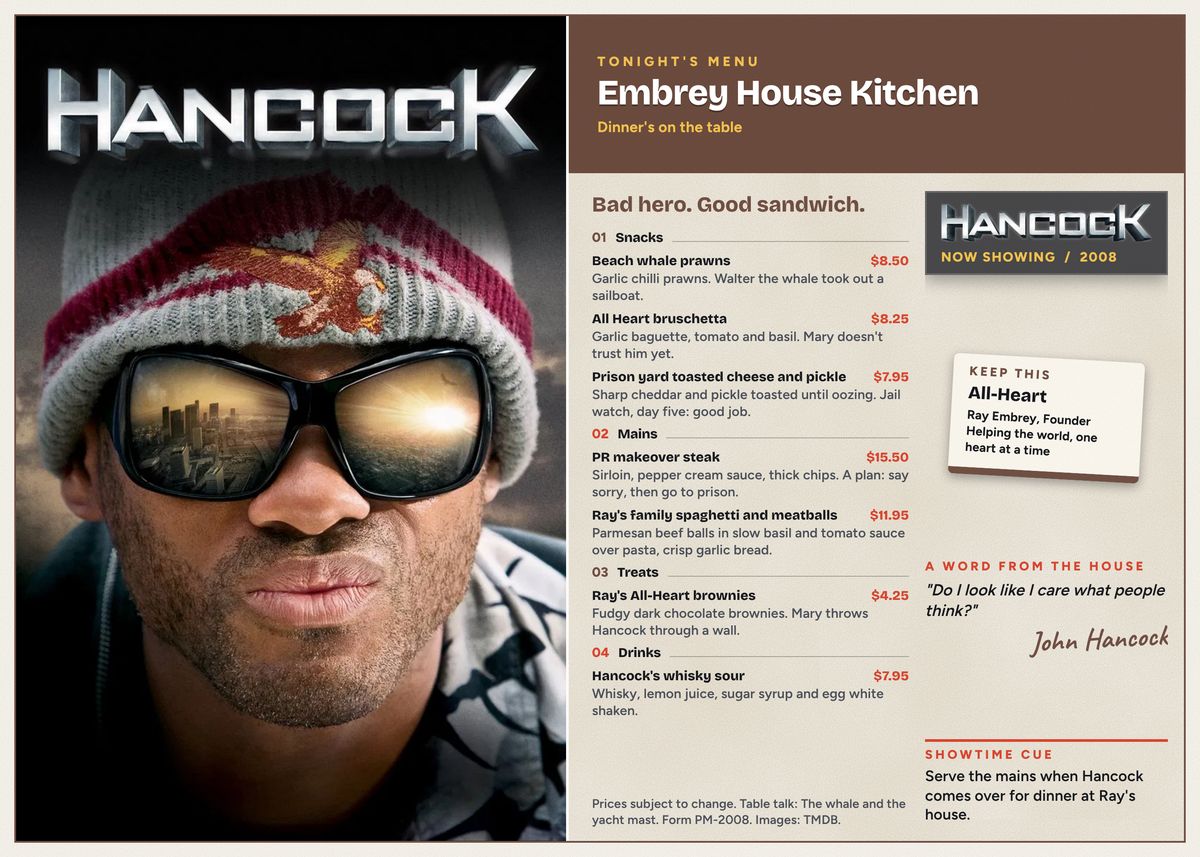 HANCOCK
TONIGHT'S MENU
Embrey House Kitchen
Dinner's on the table
Bad hero. Good sandwich.
01 Snacks
Beach whale prawns $8.50
Garlic chilli prawns. Walter the whale took out a
sailboat.
All Heart bruschetta $8.25
Garlic baguette, tomato and basil. Mary doesn't
trust him yet.
Prison yard toasted cheese and pickle $7.95
Sharp cheddar and pickle toasted until oozing. Jail
watch, day five: good job.
02 Mains
PR makeover steak $15.50
Sirloin, pepper cream sauce, thick chips. A plan: say
sorry, then go to prison.
Ray's family spaghetti and meatballs $11.95
Parmesan beef balls in slow basil and tomato sauce
over pasta, crisp garlic bread.
03 Treats
Ray's All-Heart brownies $4.25
Fudgy dark chocolate brownies. Mary throws
Hancock through a wall.
04 Drinks
Hancock's whisky sour $7.95
Whisky, lemon juice, sugar syrup and egg white
shaken.
Prices subject to change. Table talk: The whale and the
yacht mast. Form PM-2008. Images: TMDB.
HANCOCK
NOW SHOWING / 2008
KEEP THIS
All-Heart
Ray Embrey, Founder
Helping the world, one
heart at a time
A WORD FROM THE HOUSE
"Do I look like I care what people
think?"
John Hancock
SHOWTIME CUE
Serve the mains when Hancock
comes over for dinner at Ray's
house.